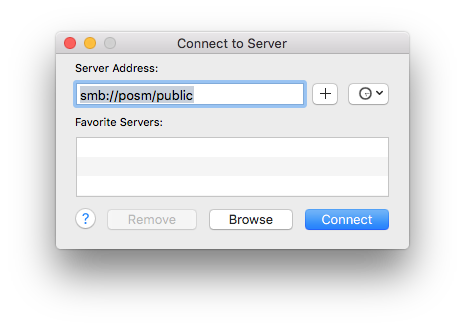 Connect to Server
Server Address:
smb://posm/public
Favorite Servers:
? Remove Browse Connect